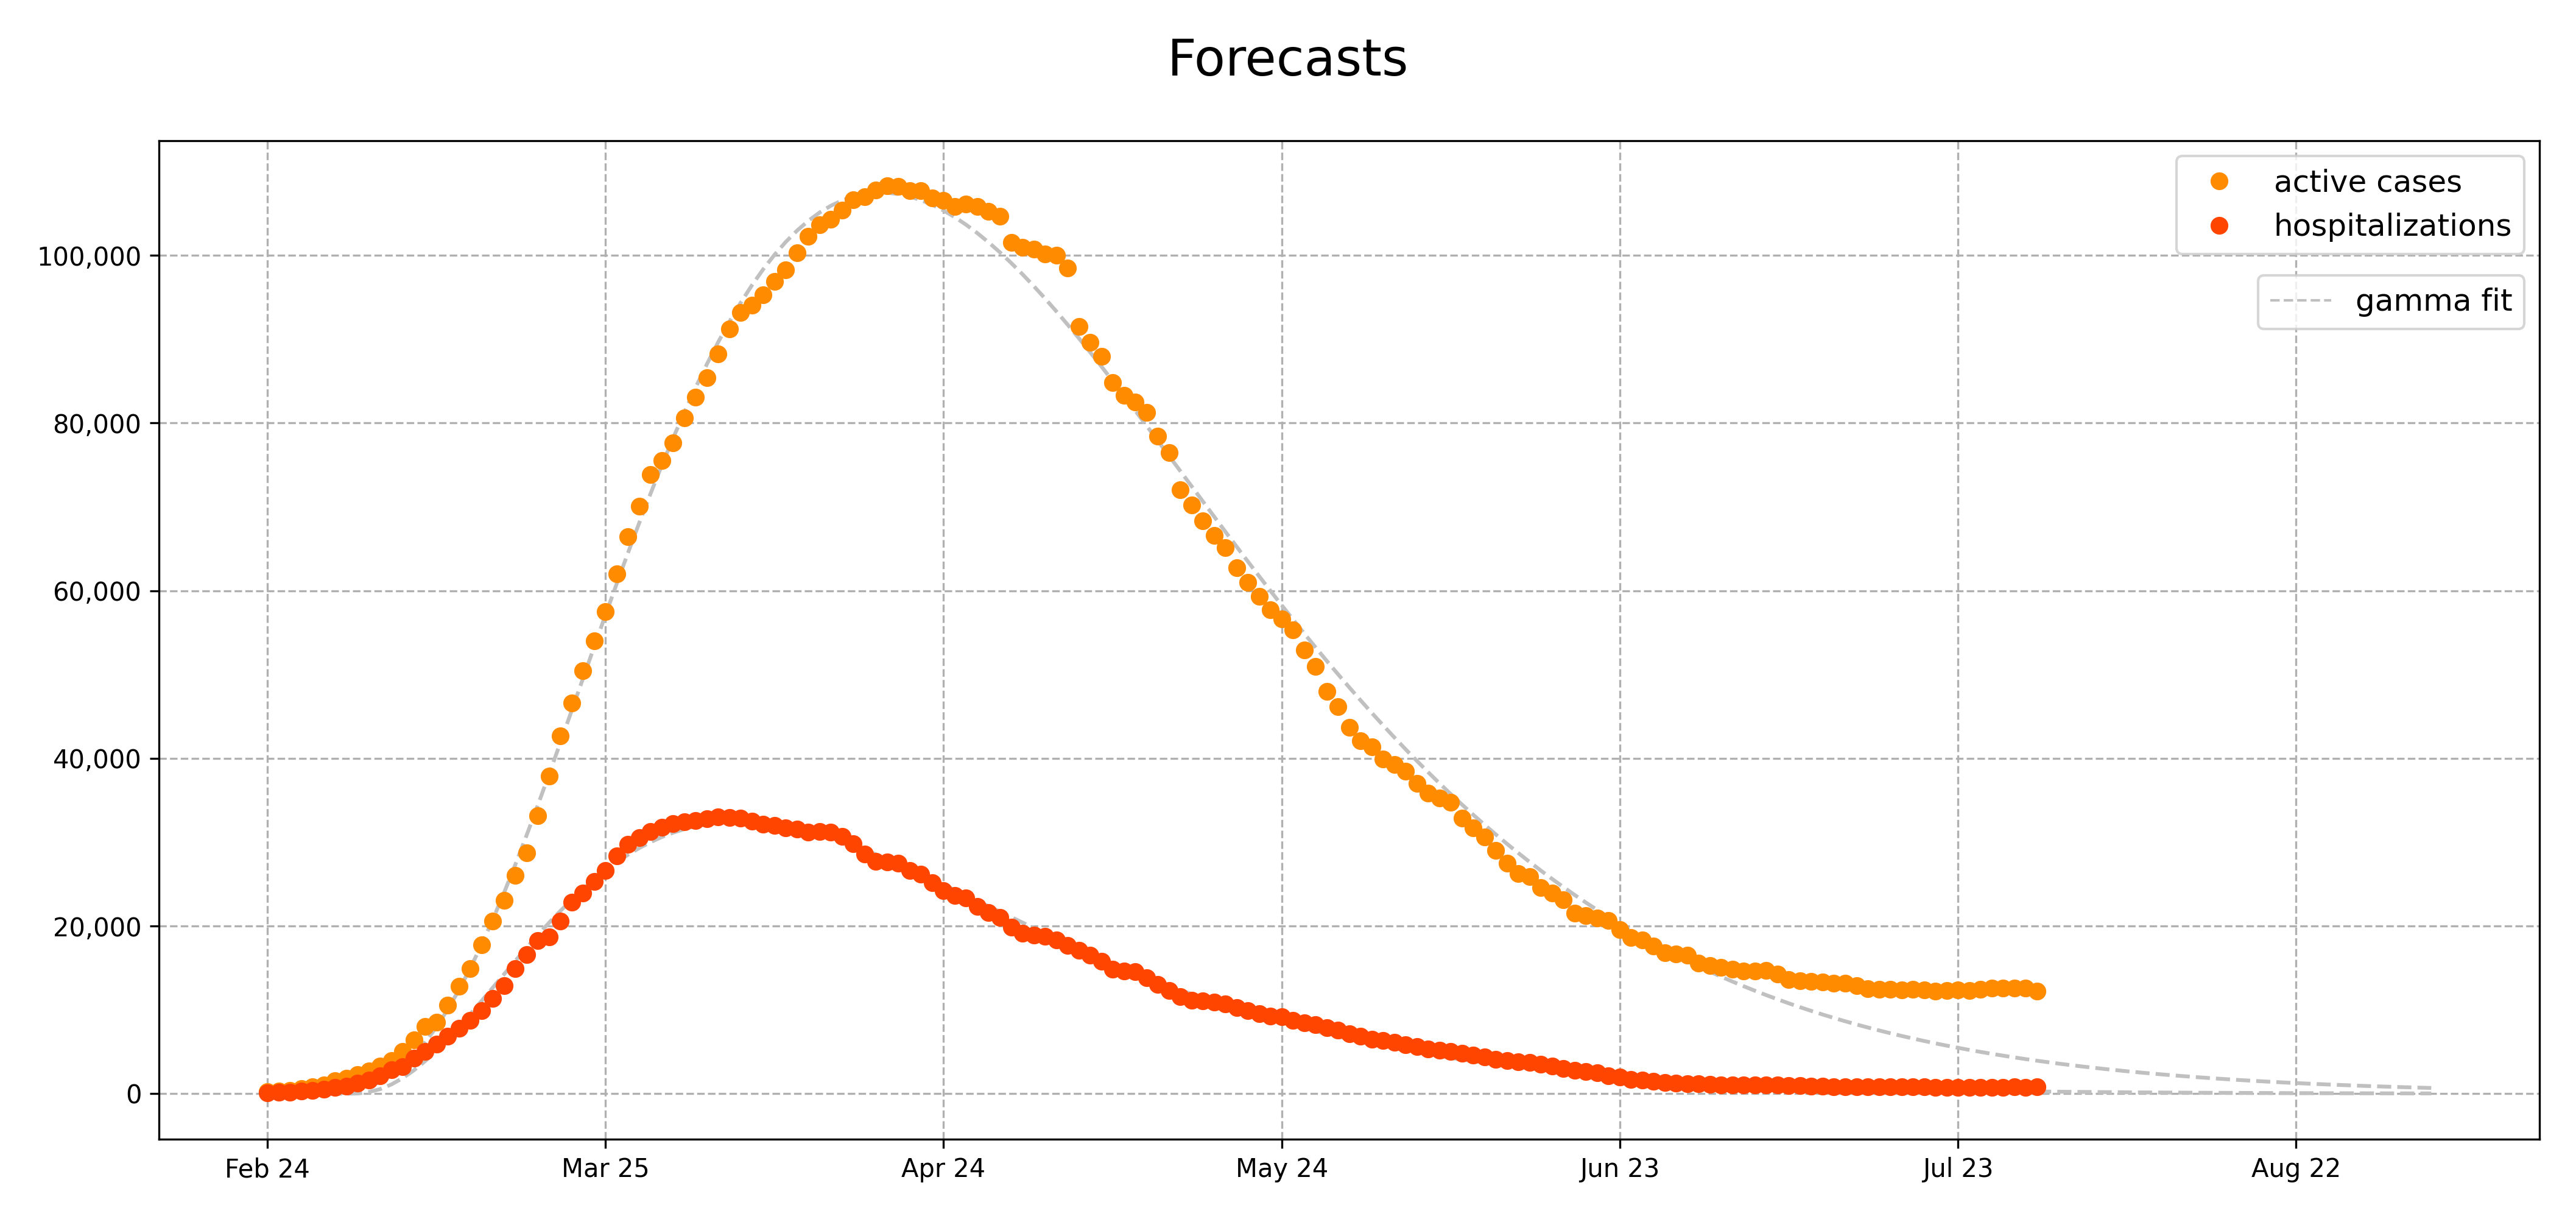 Forecasts
active cases
hospitalizations
gamma fit
100,000
80,000
60,000
40,000
20,000
0
Feb 24
Mar 25
Apr 24
May 24
Jun 23
Jul 23
Aug 22